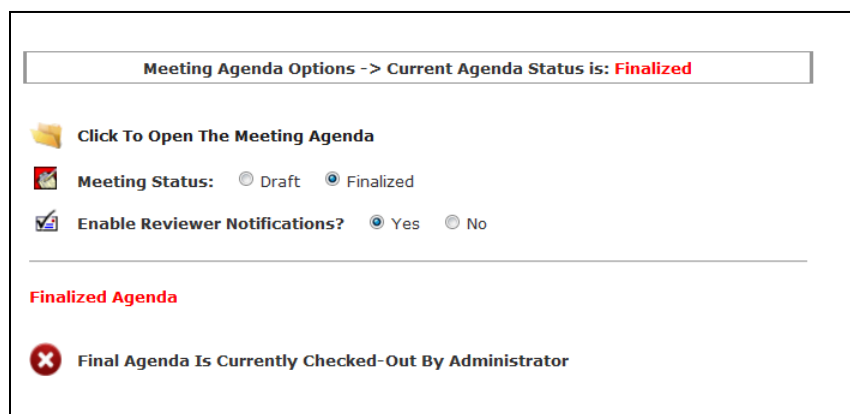 Meeting Agenda Options -> Current Agenda Status is: Finalized
Click To Open The Meeting Agenda
Meeting Status: Draft Finalized
Enable Reviewer Notifications? Yes No
Finalized Agenda
Final Agenda Is Currently Checked-Out By Administrator